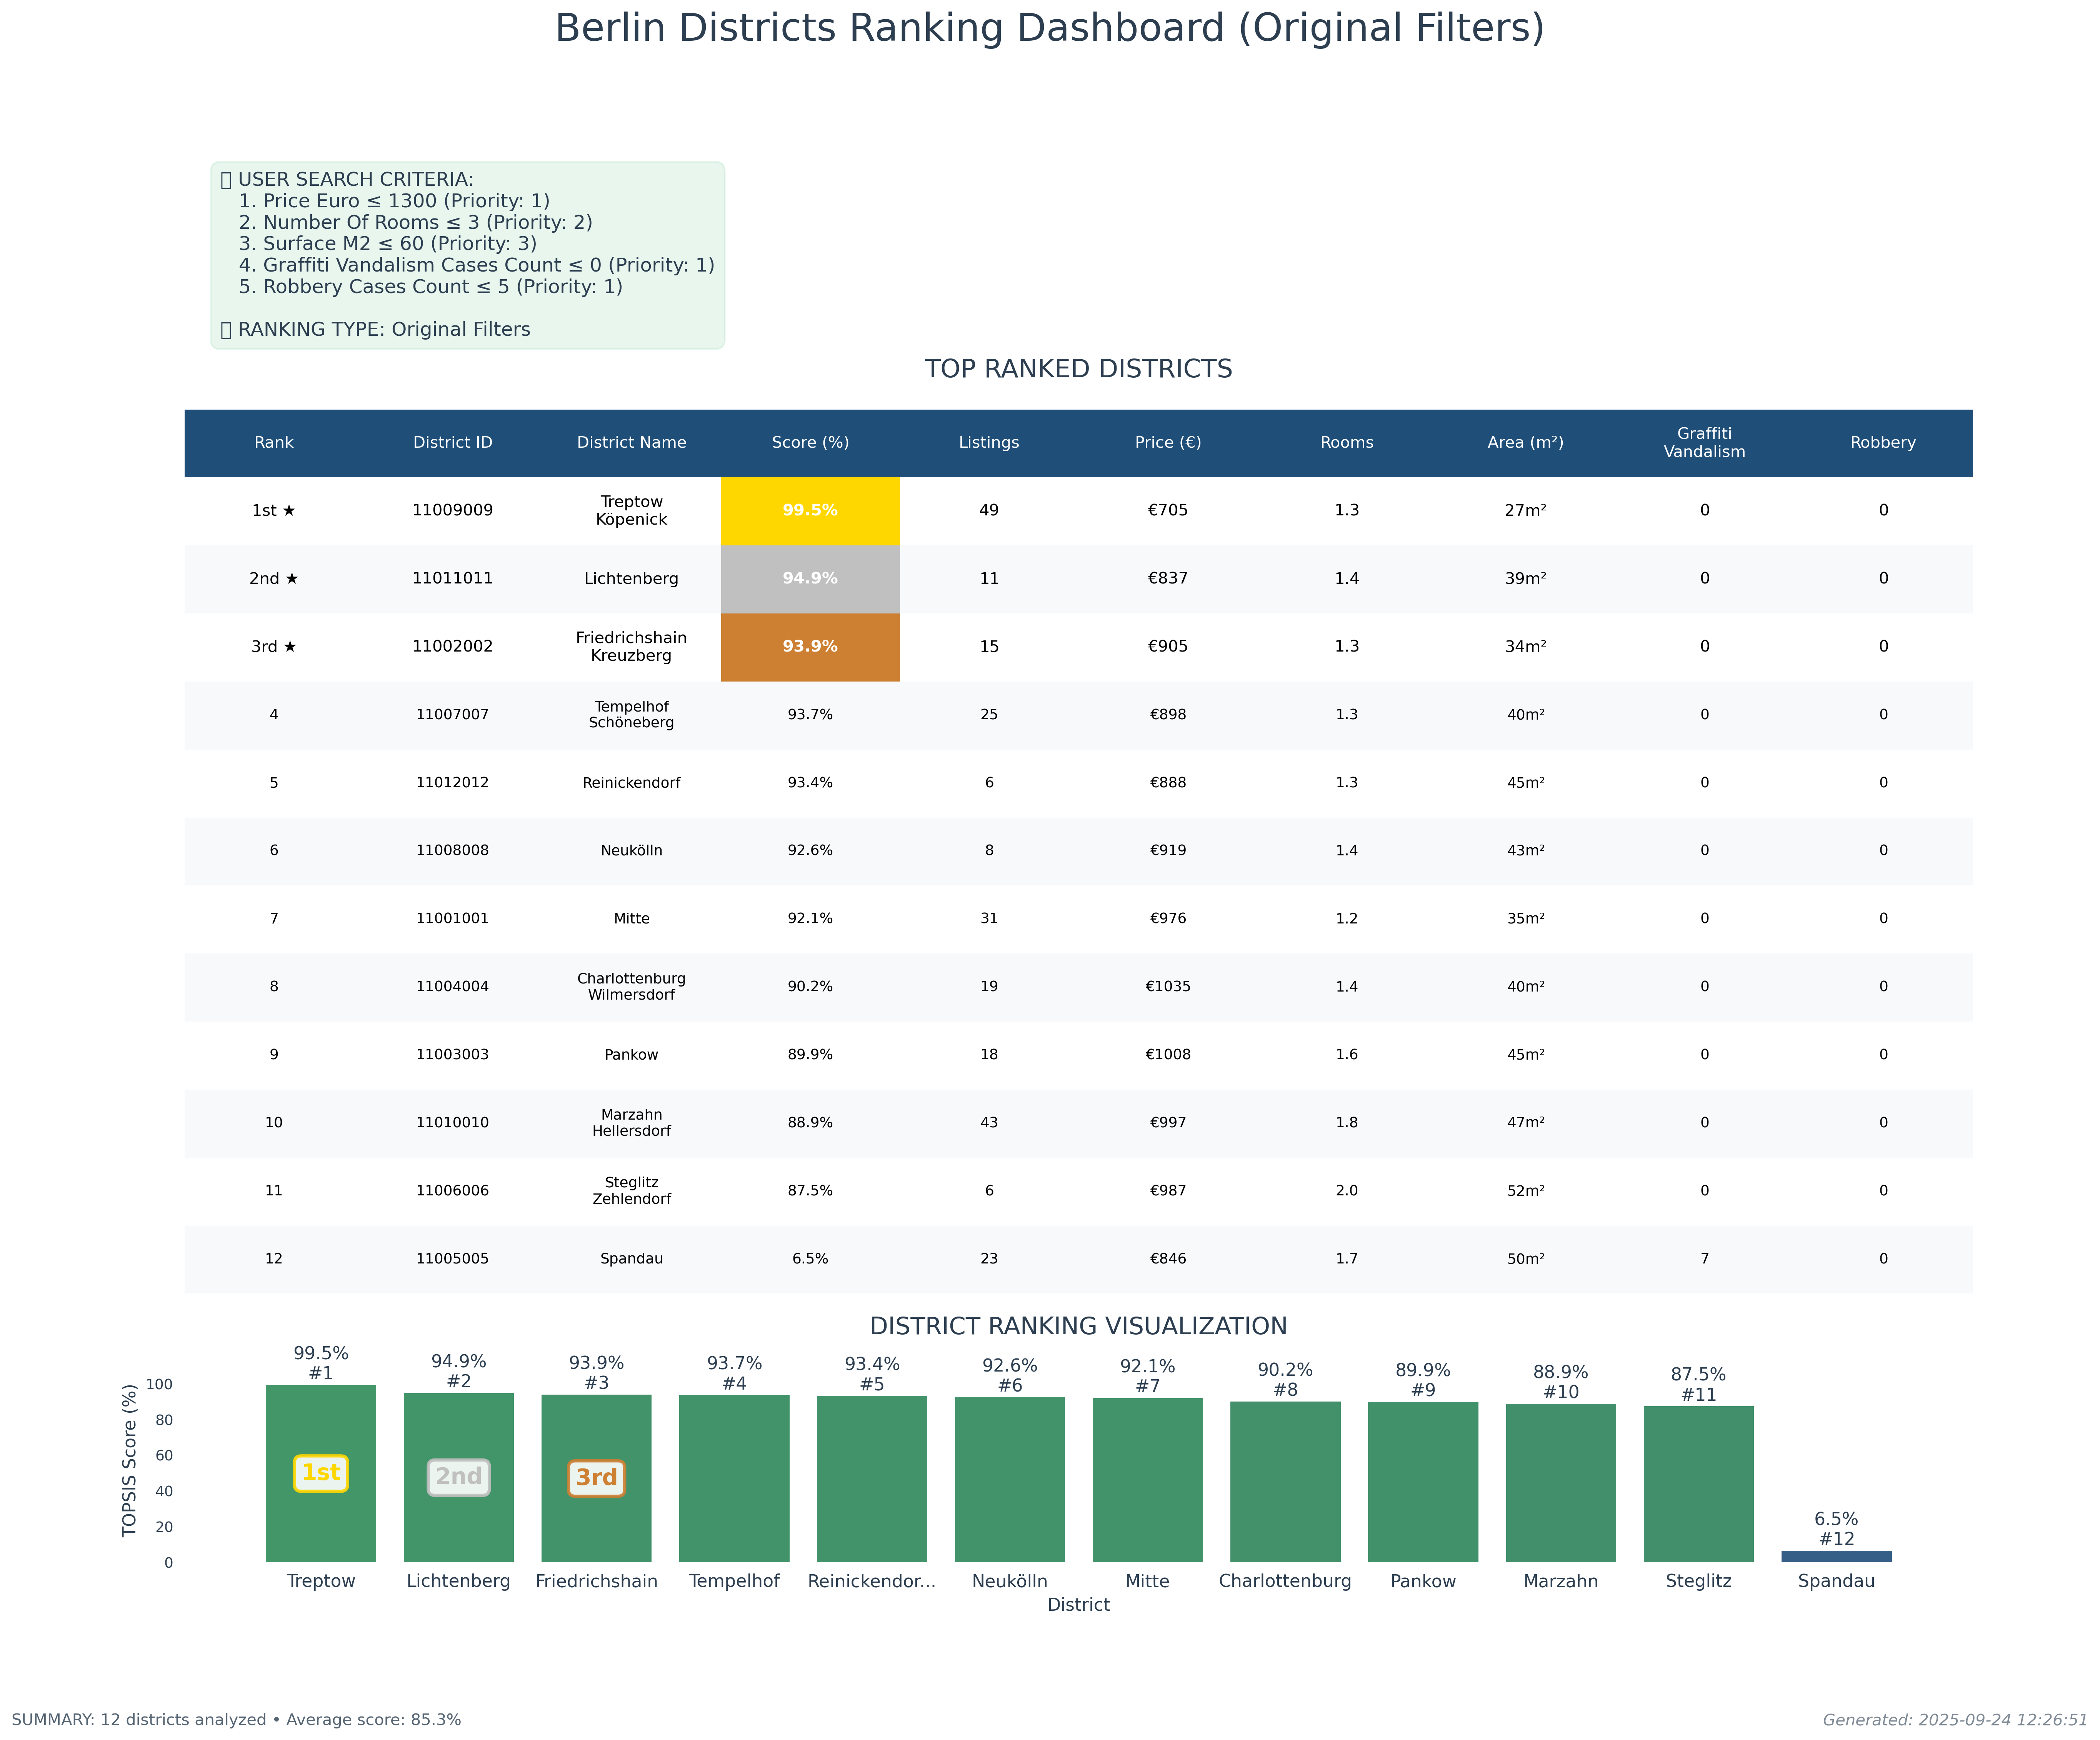 Berlin Districts Ranking Dashboard (Original Filters)
USER SEARCH CRITERIA:
1. Price Euro ≤ 1300 (Priority: 1)
2. Number Of Rooms ≤ 3 (Priority: 2)
3. Surface M2 ≤ 60 (Priority: 3)
4. Graffiti Vandalism Cases Count ≤ 0 (Priority: 1)
5. Robbery Cases Count ≤ 5 (Priority: 1)
RANKING TYPE: Original Filters
TOP RANKED DISTRICTS
Rank District ID District Name Score (%) Listings Price (€) Rooms Area (m²) Graffiti Vandalism Robbery
1st ★ 11009009 Treptow Köpenick 99.5% 49 €705 1.3 27m² 0 0
2nd ★ 11011011 Lichtenberg 94.9% 11 €837 1.4 39m² 0 0
3rd ★ 11002002 Friedrichshain Kreuzberg 93.9% 15 €905 1.3 34m² 0 0
4 11007007 Tempelhof Schöneberg 93.7% 25 €898 1.3 40m² 0 0
5 11012012 Reinickendorf 93.4% 6 €888 1.3 45m² 0 0
6 11008008 Neukölln 92.6% 8 €919 1.4 43m² 0 0
7 11001001 Mitte 92.1% 31 €976 1.2 35m² 0 0
8 11004004 Charlottenburg Wilmersdorf 90.2% 19 €1035 1.4 40m² 0 0
9 11003003 Pankow 89.9% 18 €1008 1.6 45m² 0 0
10 11010010 Marzahn Hellersdorf 88.9% 43 €997 1.8 47m² 0 0
11 11006006 Steglitz Zehlendorf 87.5% 6 €987 2.0 52m² 0 0
12 11005005 Spandau 6.5% 23 €846 1.7 50m² 7 0
DISTRICT RANKING VISUALIZATION
99.5% 94.9% 93.9% 93.7% 93.4% 92.6% 92.1% 90.2% 89.9% 88.9% 87.5% 6.5%
#1 #2 #3 #4 #5 #6 #7 #8 #9 #10 #11 #12
TOPSIS Score (%)
100
80
60
40
20
0
1st 2nd 3rd
Treptow Lichtenberg Friedrichshain Tempelhof Reinickendor... Neukölln Mitte Charlottenburg Pankow Marzahn Steglitz Spandau
District
SUMMARY: 12 districts analyzed • Average score: 85.3%
Generated: 2025-09-24 12:26:51